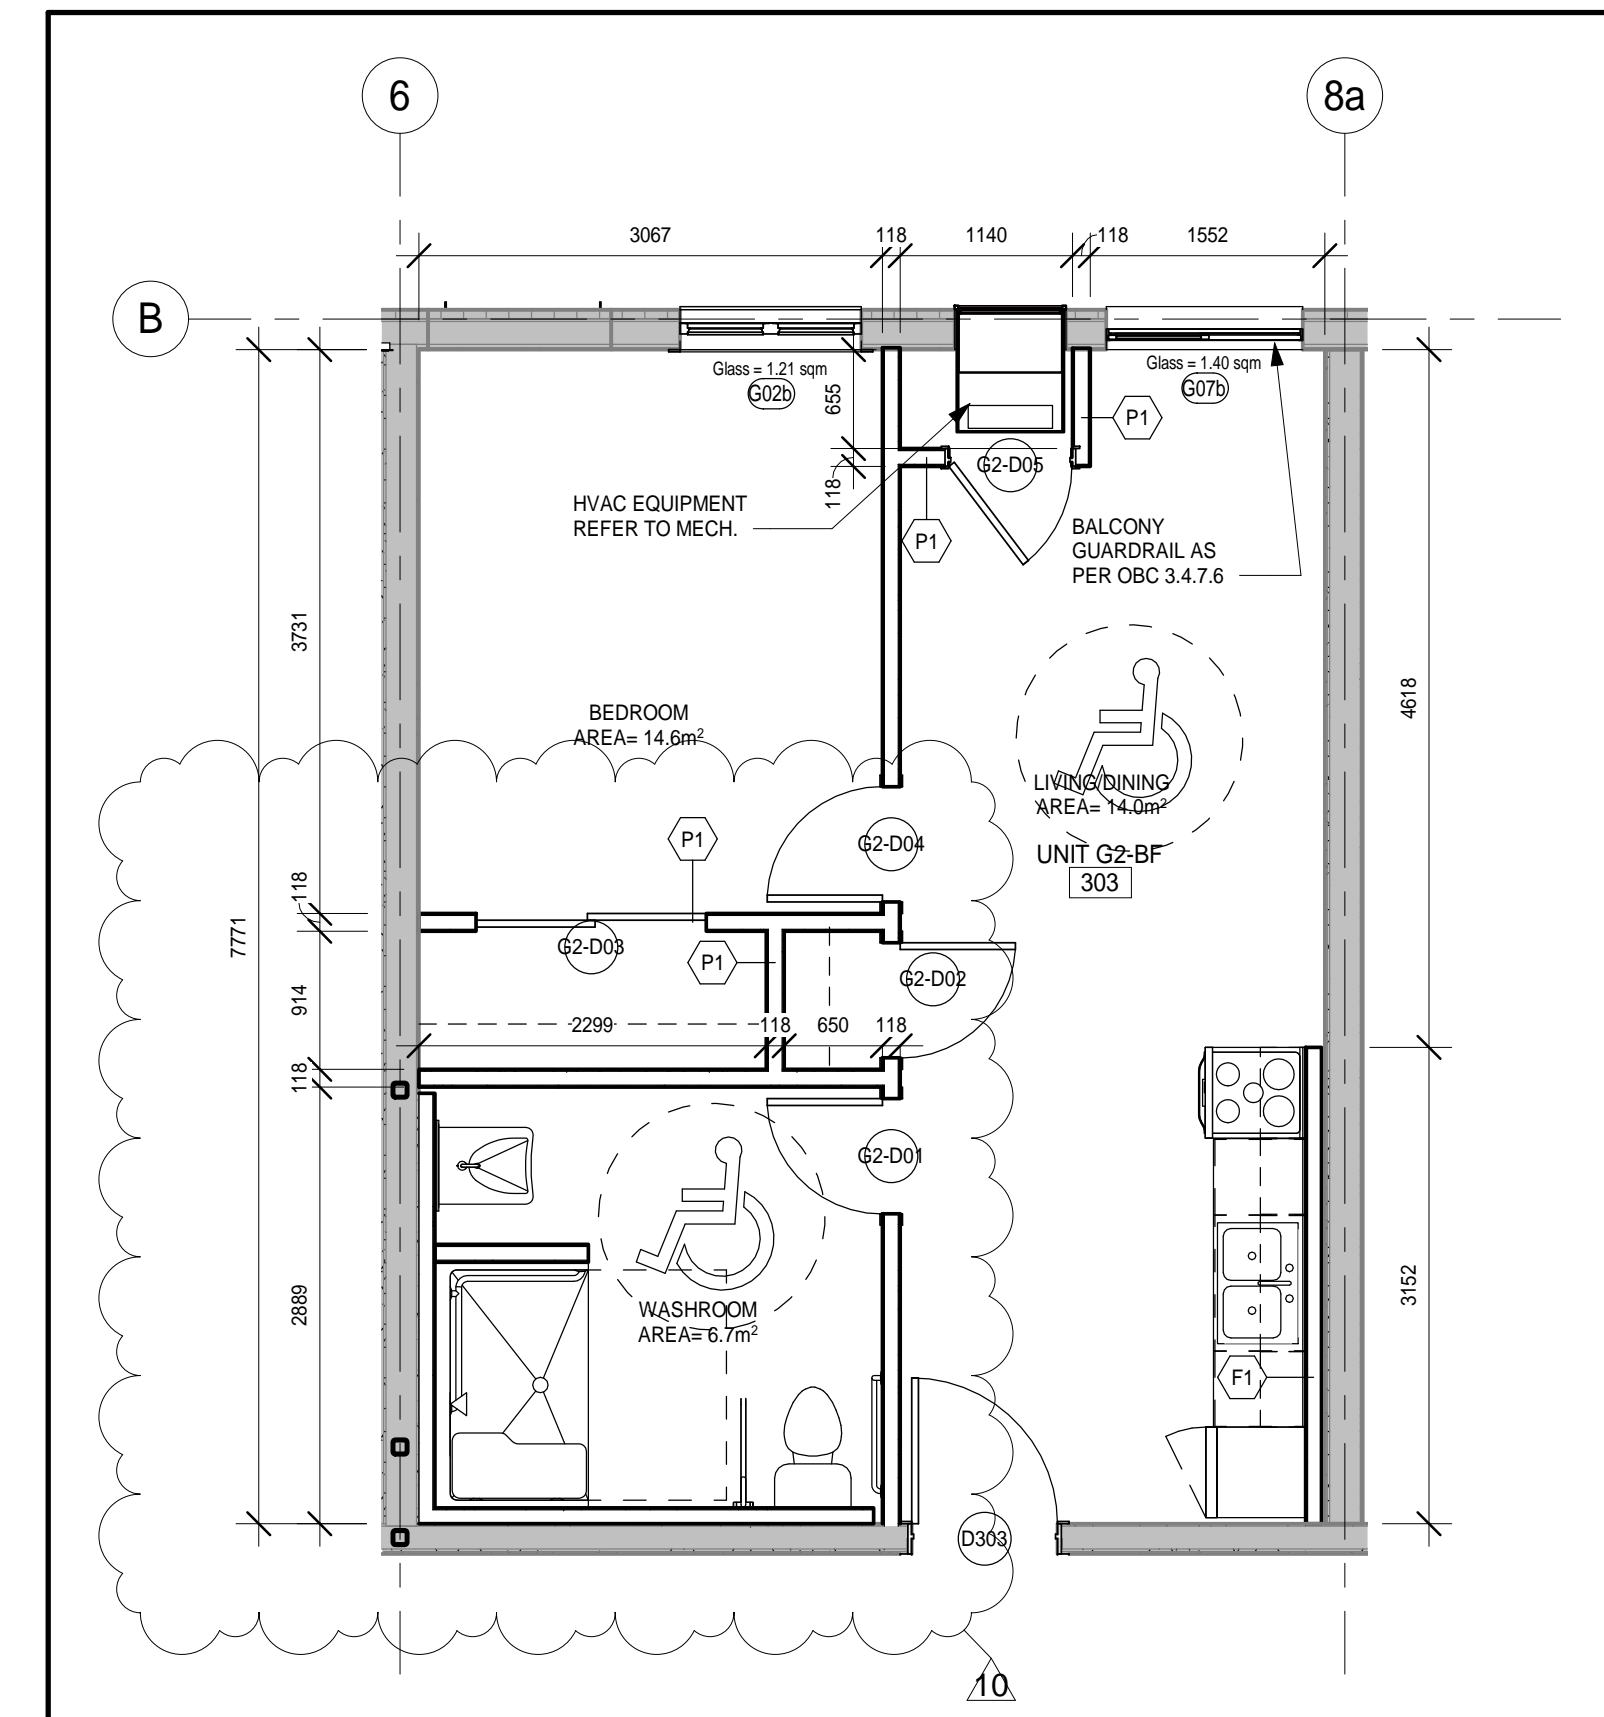 6
8a
3067
118
1140
118
1552
B
Glass = 1.21 sqm
G02b
Glass = 1.40 sqm
G07b
655
P1
118
G2-D05
HVAC EQUIPMENT
REFER TO MECH.
P1
BALCONY
GUARDRAIL AS
PER OBC 3.4.7.6
3731
4618
BEDROOM
AREA= 14.6m²
LIVING/DINING
AREA= 14.0m²
P1
G2-D04
UNIT G2-BF
303
118
7771
G2-D03
P1
G2-D02
914
2299
118
650
118
118
G2-D01
2889
3152
WASHROOM
AREA= 6.7m²
F1
D303
10